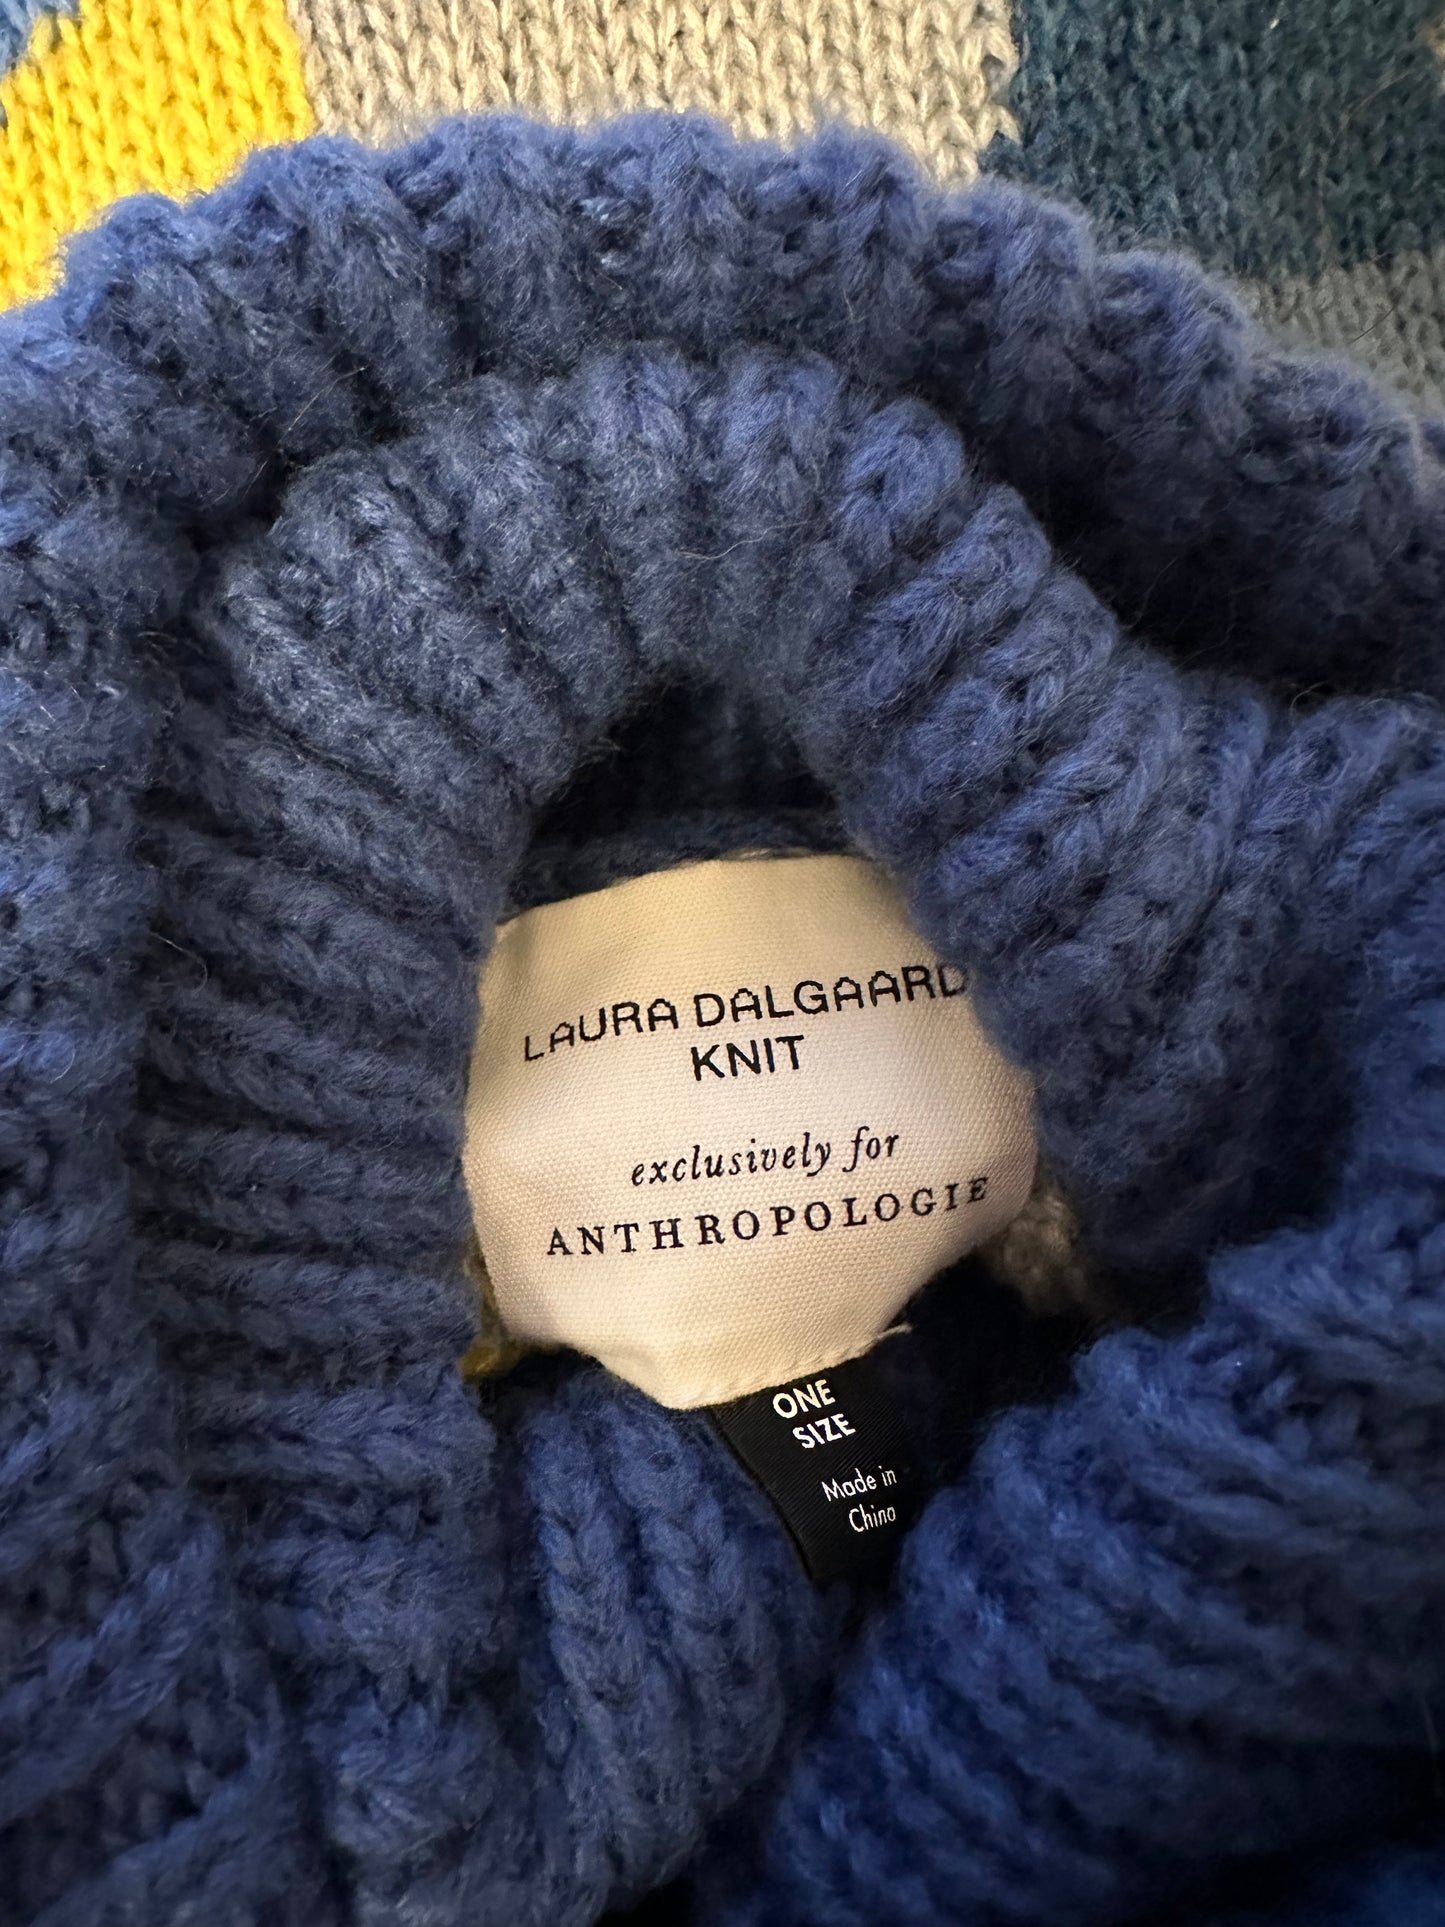 LAURA DALGAARD
KNIT
exclusively for
ANTHROPOLOGIE
ONE
SIZE
Made in
China